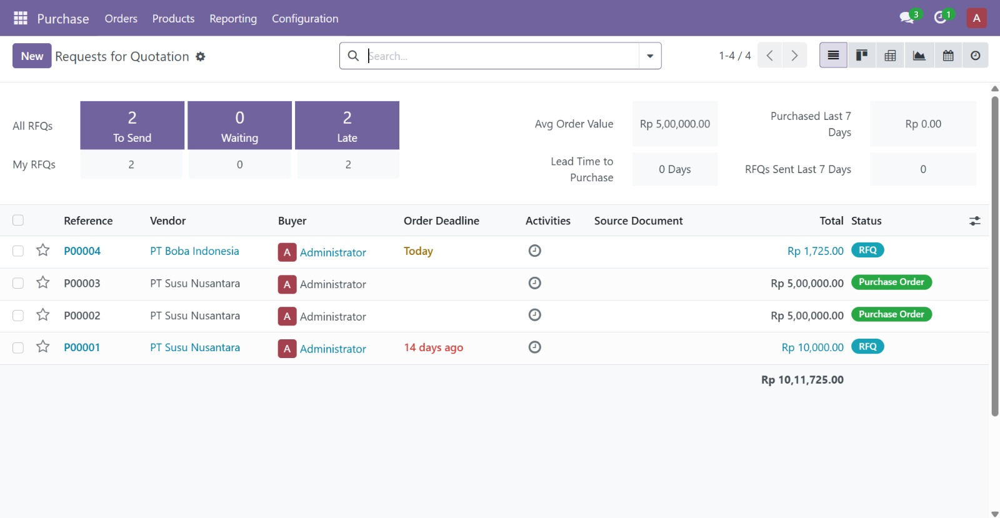 Purchase Orders Products Reporting Configuration 3 1 A
New Requests for Quotation Search... 1-4 / 4
All RFQs 2 To Send 0 Waiting 2 Late
My RFQs 2 0 2
Avg Order Value Rp 5,00,000.00 Purchased Last 7 Days Rp 0.00
Lead Time to Purchase 0 Days RFQs Sent Last 7 Days 0
Reference Vendor Buyer Order Deadline Activities Source Document Total Status
P00004 PT Boba Indonesia A Administrator Today Rp 1,725.00 RFQ
P00003 PT Susu Nusantara A Administrator Rp 5,00,000.00 Purchase Order
P00002 PT Susu Nusantara A Administrator Rp 5,00,000.00 Purchase Order
P00001 PT Susu Nusantara A Administrator 14 days ago Rp 10,000.00 RFQ
Rp 10,11,725.00